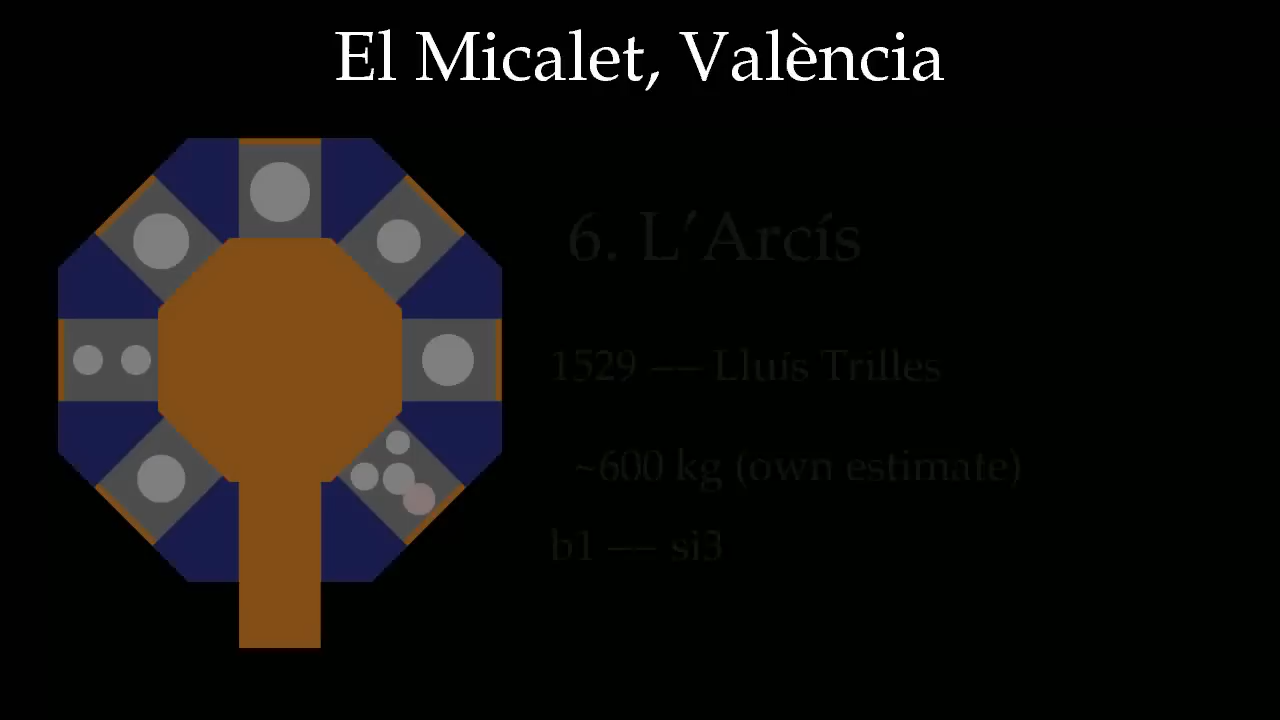 El Micalet, València
6. L'Arcís
1529 — Lluís Trilles
~600 kg (own estimate)
b1 — si3